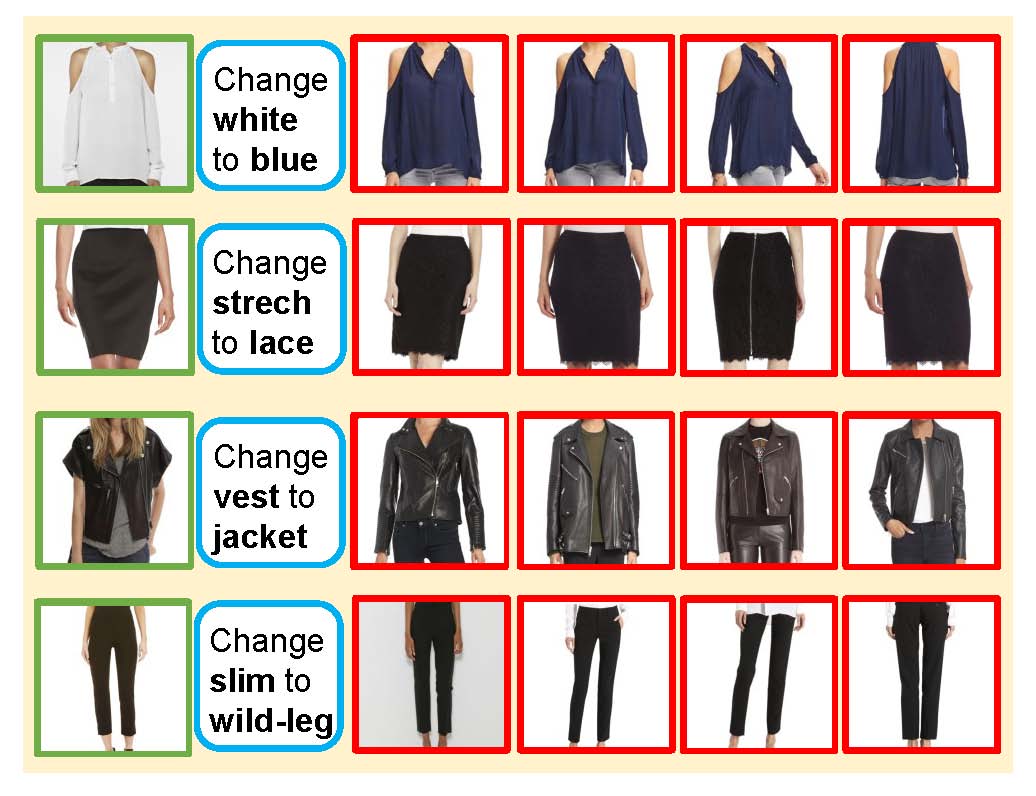 Change
white
to blue
Change
strech
to lace
Change
vest to
jacket
Change
slim to
wild-leg